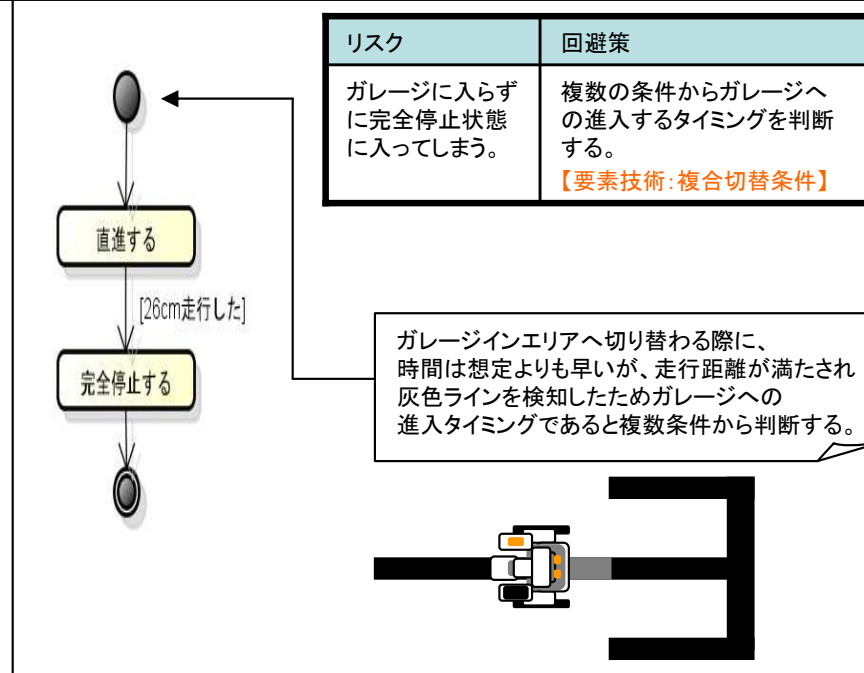 リスク
回避策
ガレージに入らず
に完全停止状態
に入ってしまう。
複数の条件からガレージへ
の進入するタイミングを判断
する。
【要素技術:複合切替条件】
直進する
[26cm走行した]
完全停止する
ガレージインエリアへ切り替わる際に、
時間は想定よりも早いが、走行距離が満たされ
灰色ラインを検知したためガレージへの
進入タイミングであると複数条件から判断する。